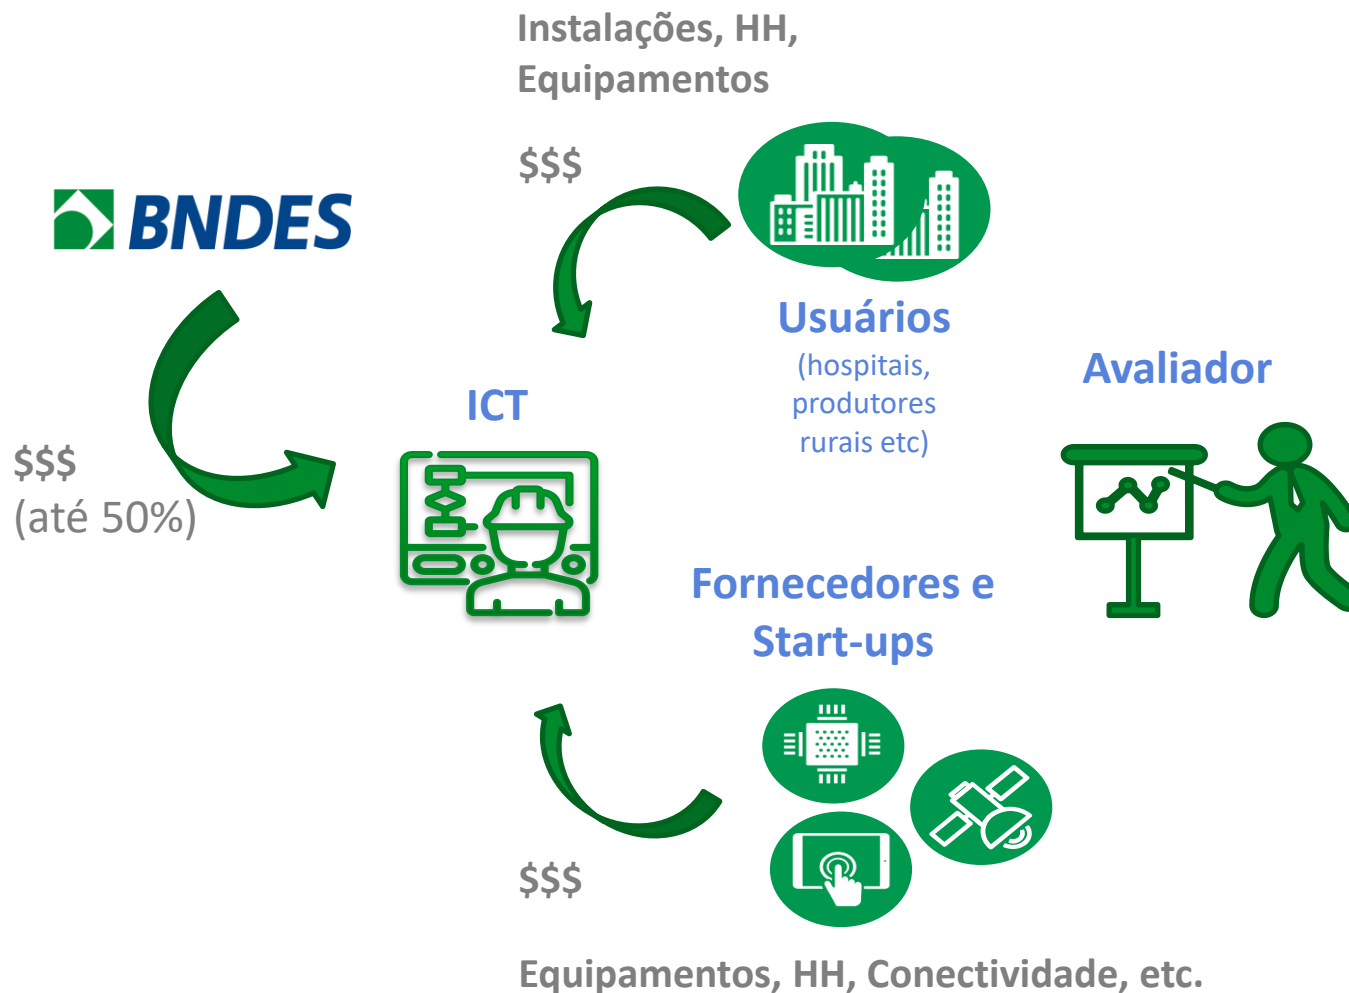 Instalações, HH,
Equipamentos
$$$
BNDES
Usuários
(hospitais,
produtores
rurais etc)
Avaliador
ICT
$$$
(até 50%)
Fornecedores e
Start-ups
$$$
Equipamentos, HH, Conectividade, etc.